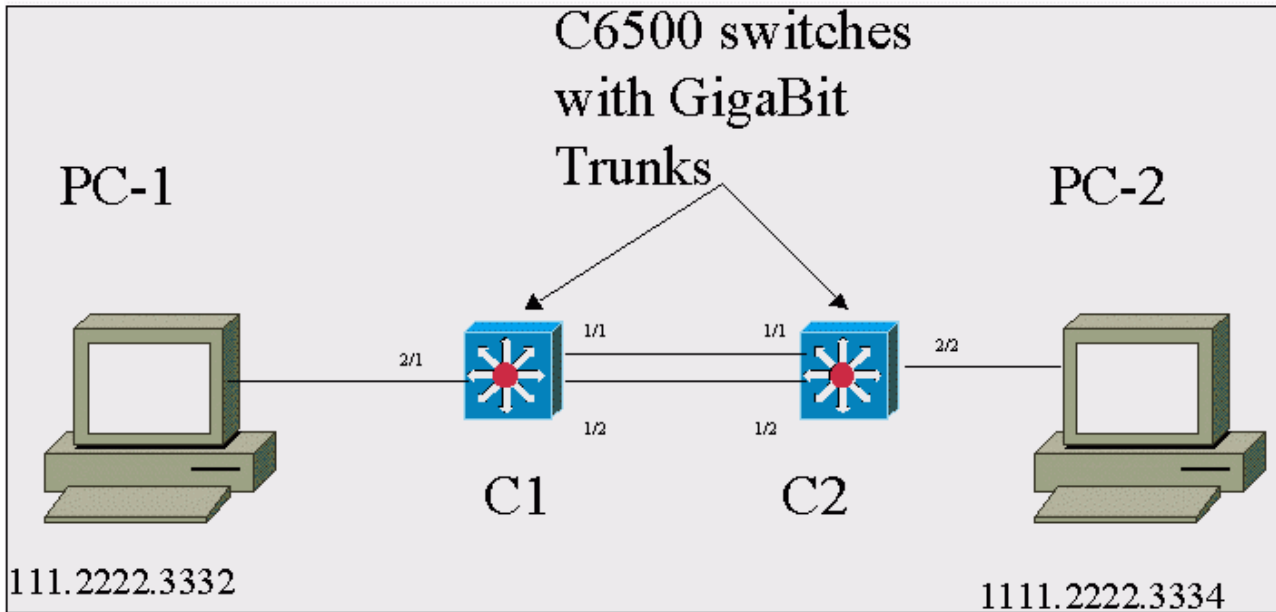 C6500 switches
with GigaBit
Trunks
PC-1
PC-2
2/1
1/1
1/1
2/2
1/2
1/2
C1
C2
111.2222.3332
1111.2222.3334